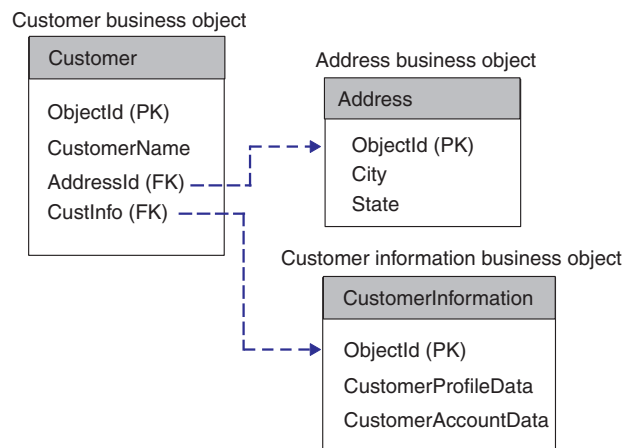 Customer business object
Customer
ObjectId (PK)
CustomerName
AddressId (FK)
CustInfo (FK)
Address business object
Address
ObjectId (PK)
City
State
Customer information business object
CustomerInformation
ObjectId (PK)
CustomerProfileData
CustomerAccountData